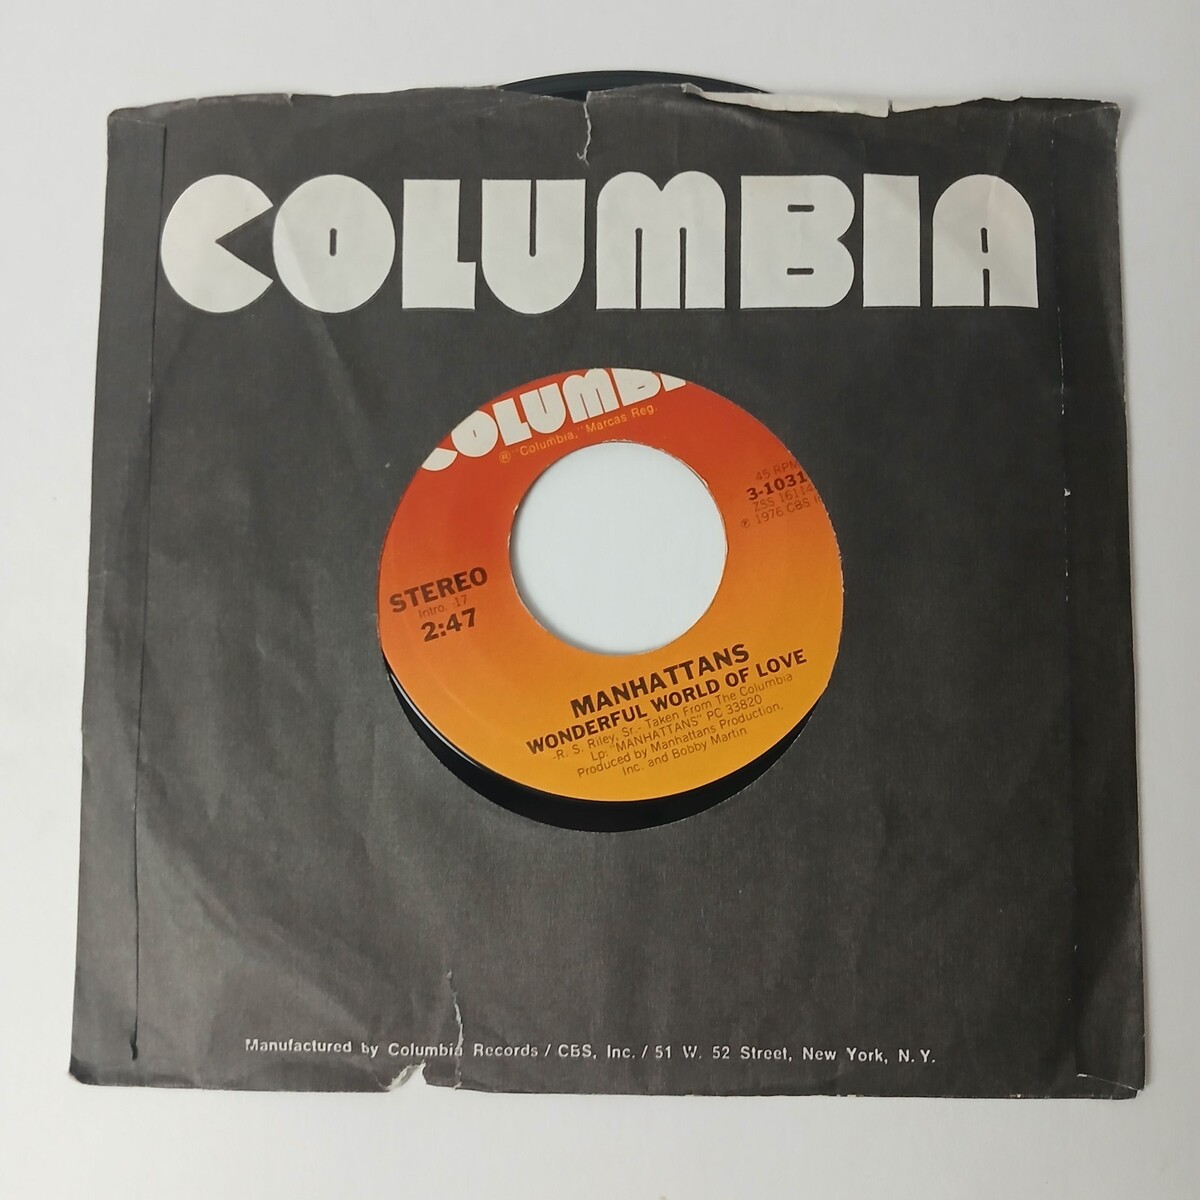 COLUMBIA
COLUMBI
® "Columbia," Marcas Reg.
45 RPM
3-1031
ZSS 16114
℗ 1976 CBS
STEREO
Intro. :17
2:47
MANHATTANS
WONDERFUL WORLD OF LOVE
-R. S. Riley, Sr.- Taken From The Columbia
Lp: "MANHATTANS" PC 33820
Produced by Manhattans Production,
Inc. and Bobby Martin
Manufactured by Columbia Records / CBS, Inc. / 51 W. 52 Street, New York, N.Y.